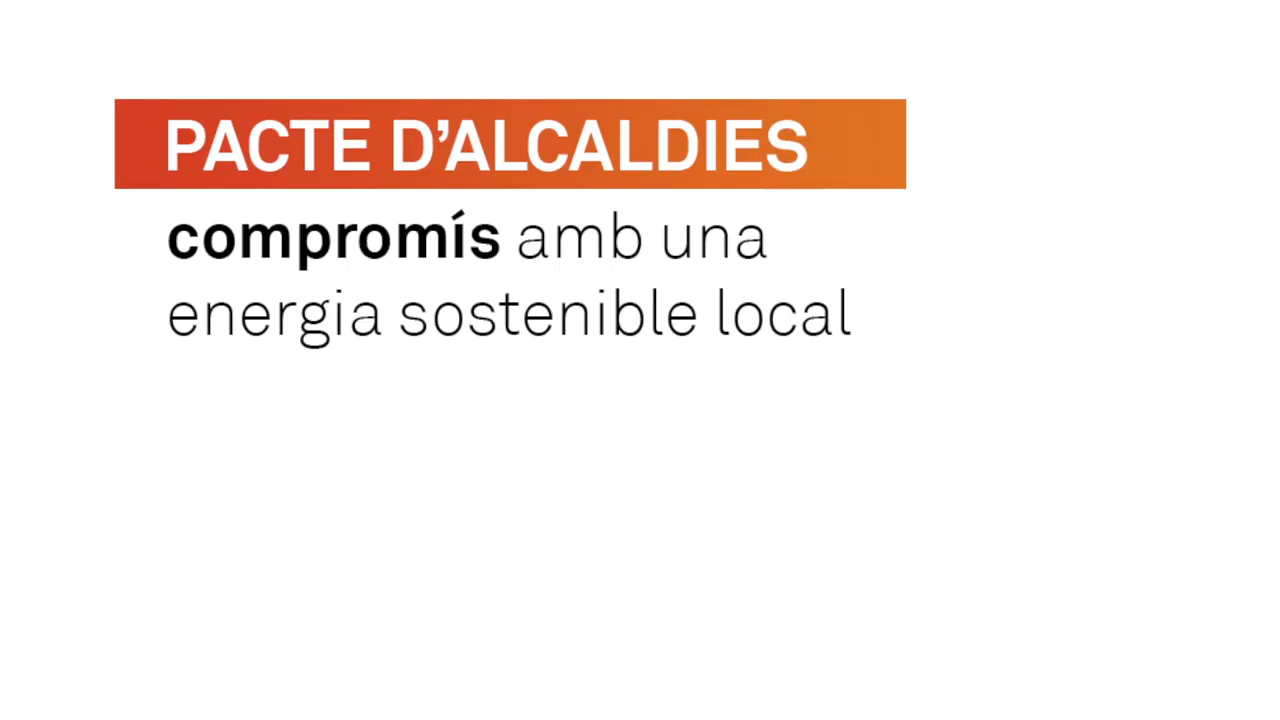 PACTE D’ALCALDIES
compromís amb una
energia sostenible local